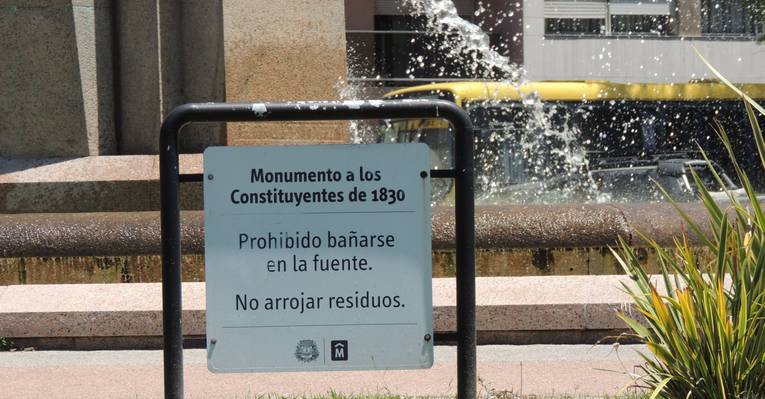 Monumento a los
Constituyentes de 1830
Prohibido bañarse
en la fuente.
No arrojar residuos.
M